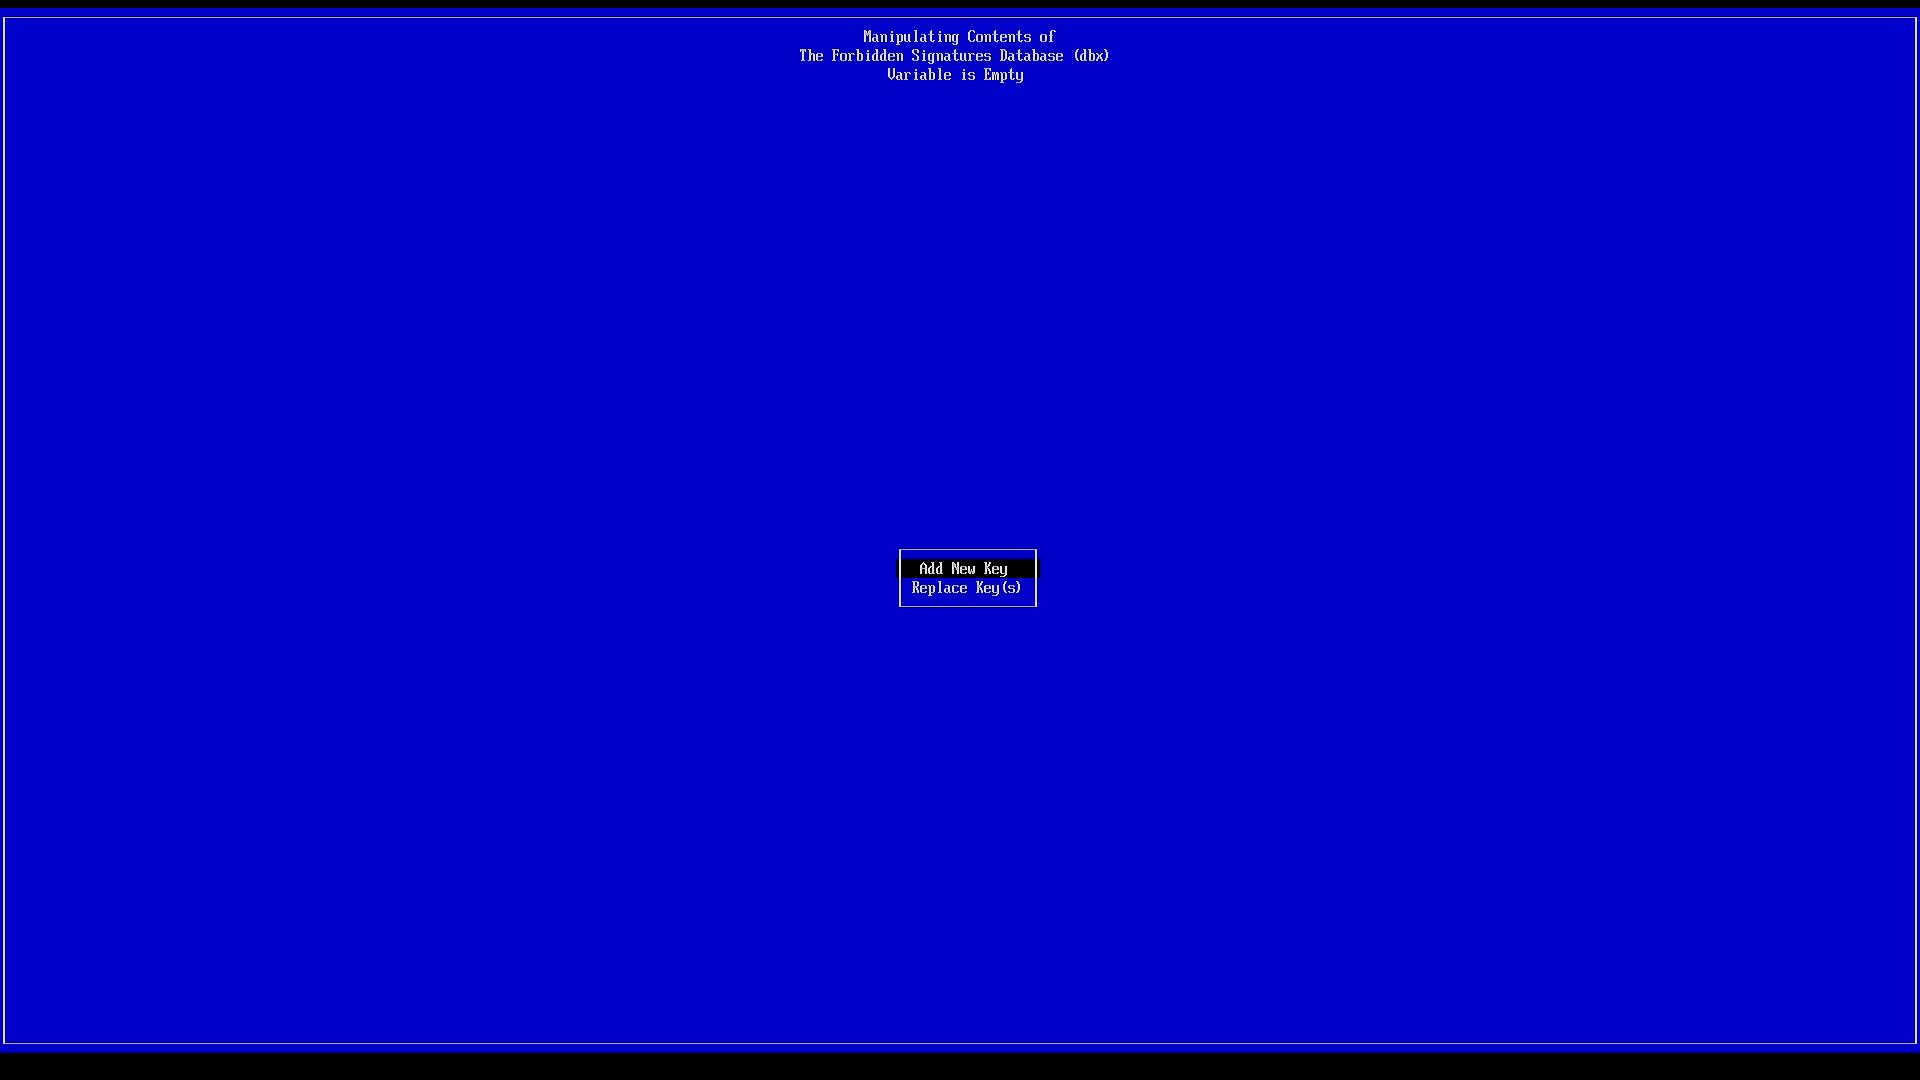 Manipulating Contents of
The Forbidden Signatures Database (dbx)
Variable is Empty
Add New Key
Replace Key(s)